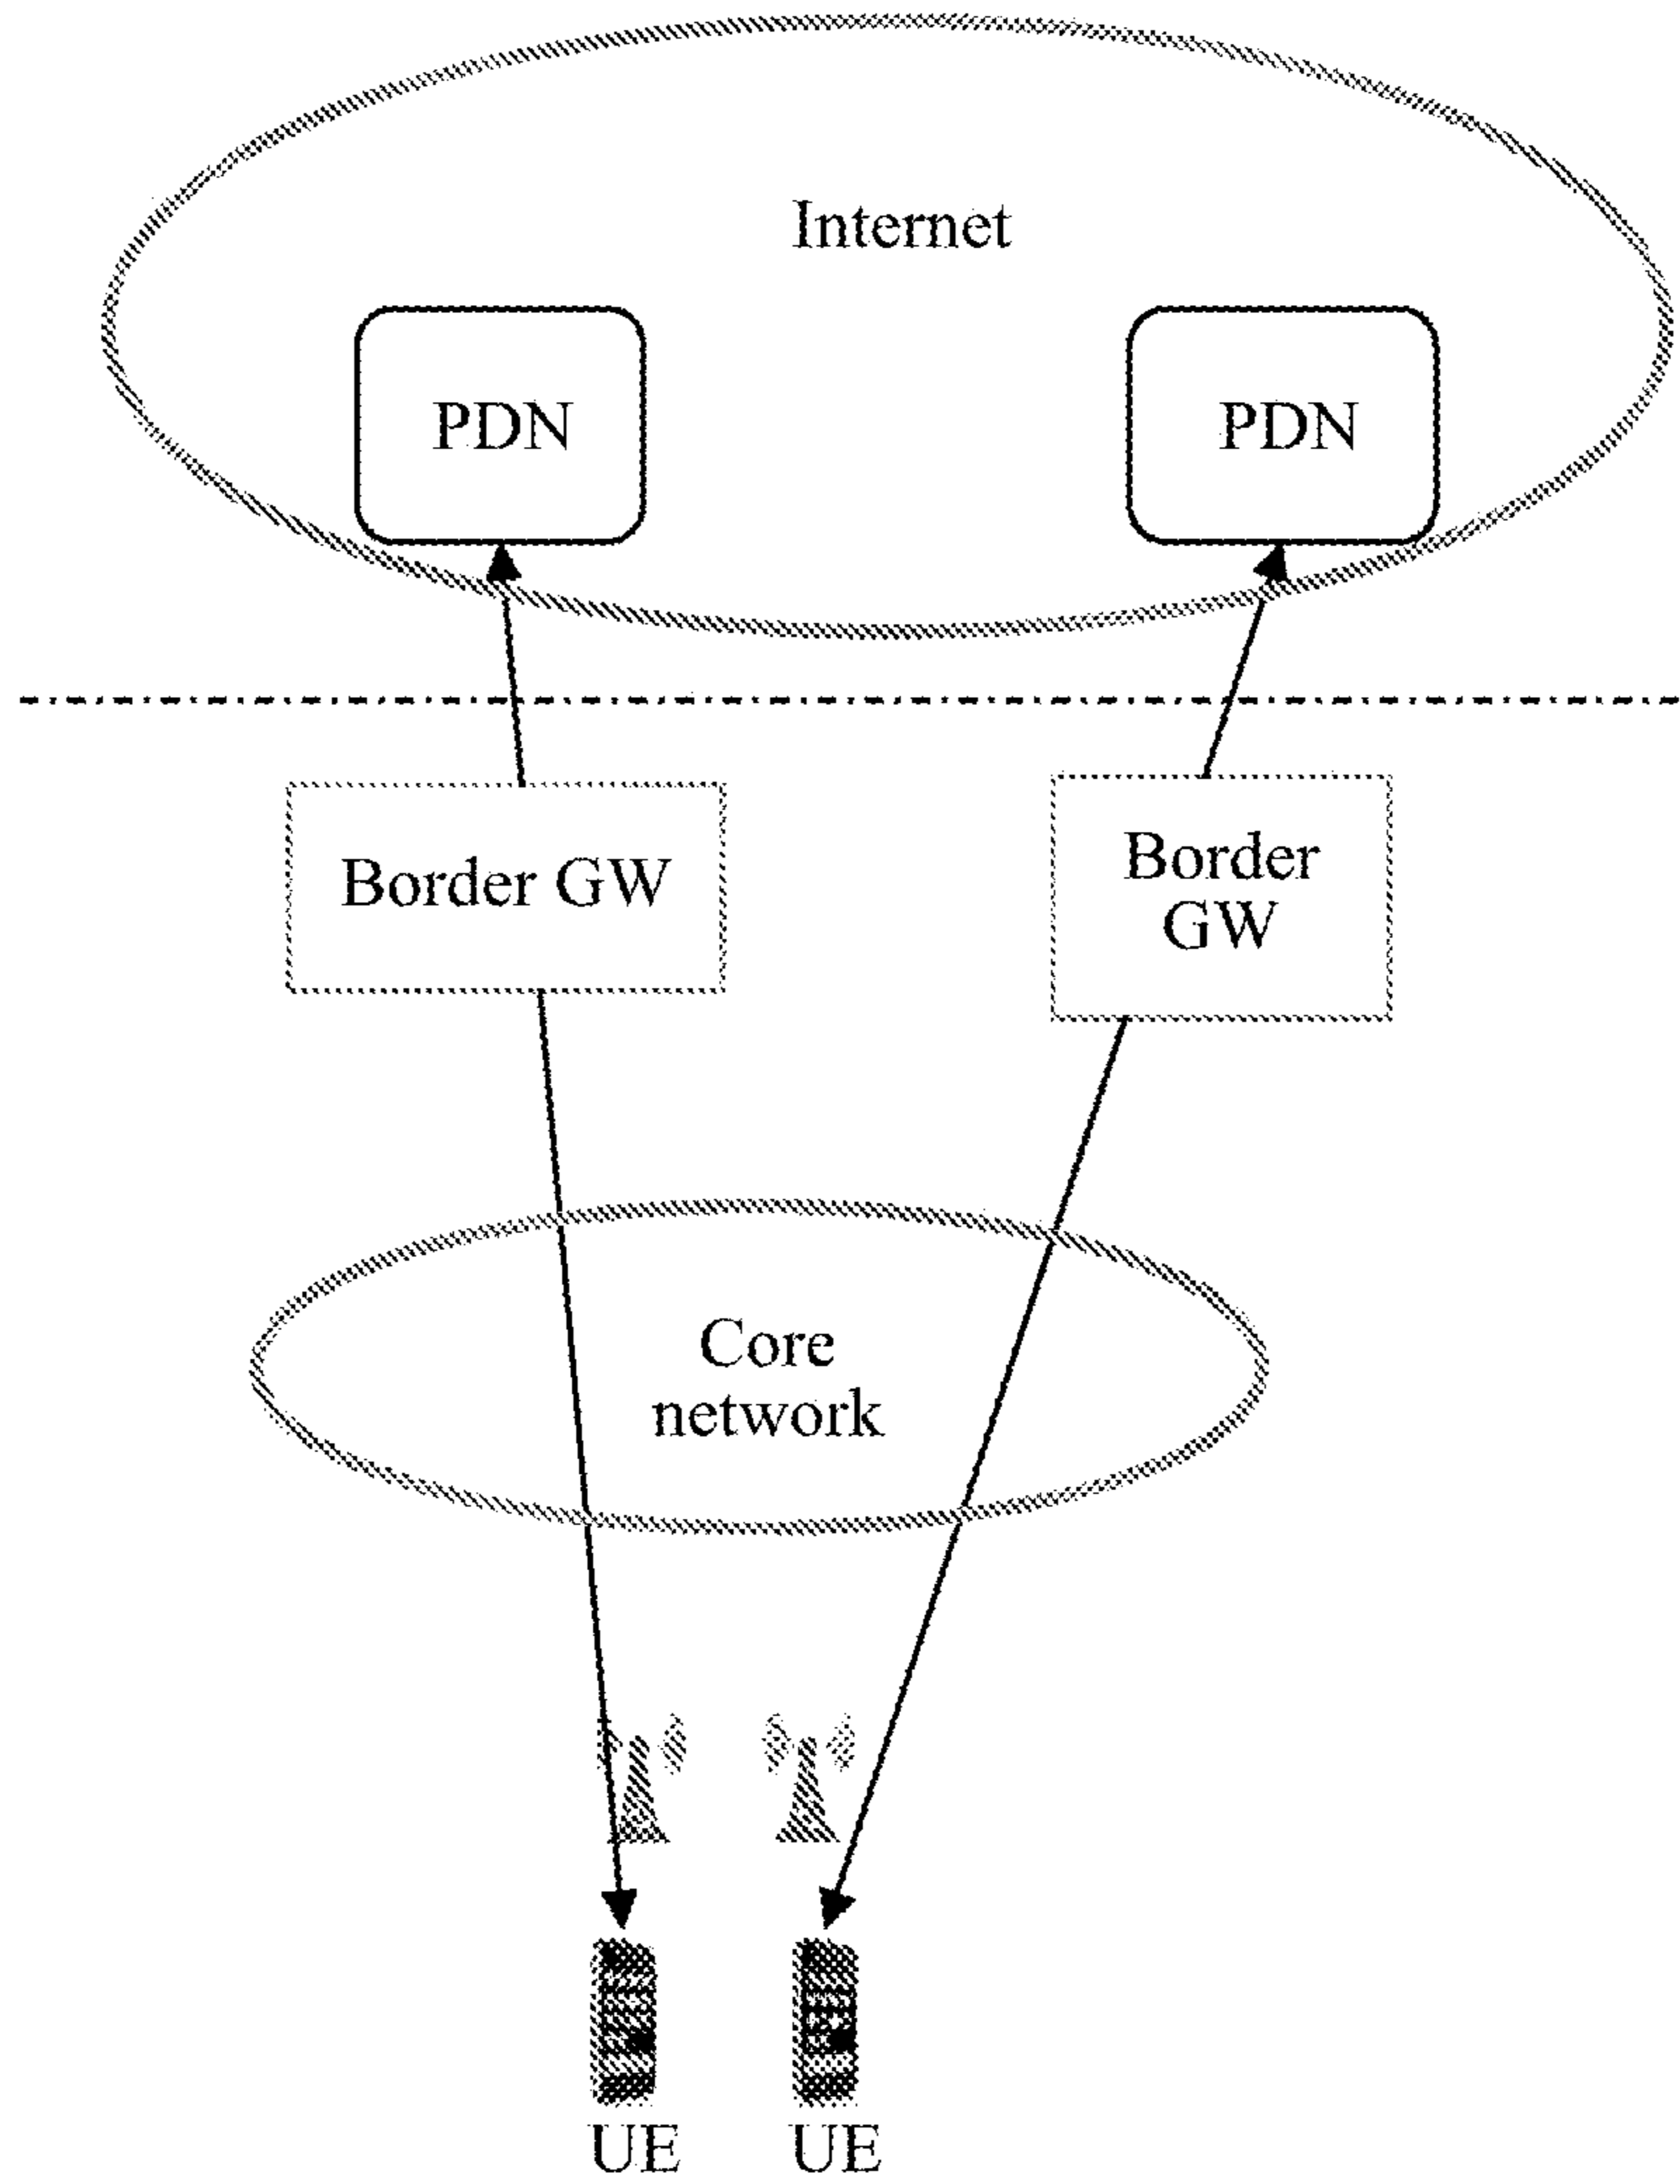 Internet
PDN
PDN
Border GW
Border
GW
Core
network
UE
UE